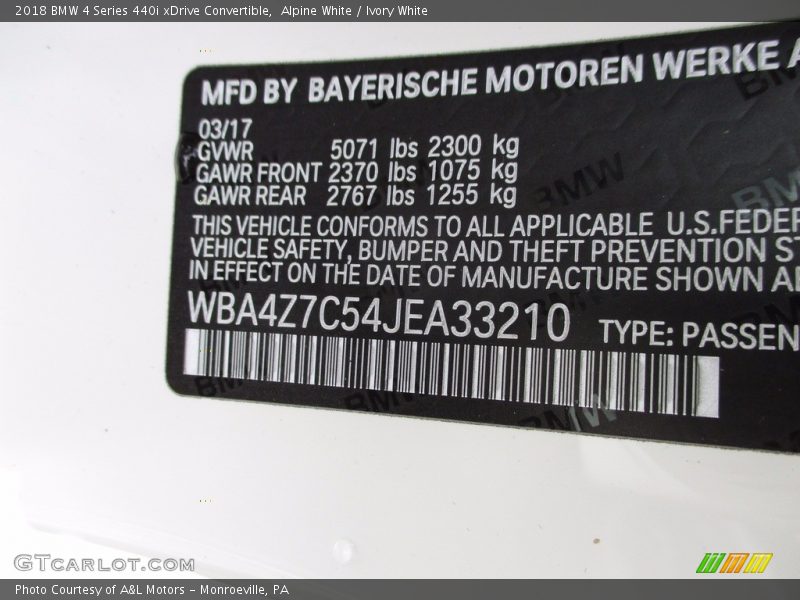 2018 BMW 4 Series 440i xDrive Convertible,  Alpine White / Ivory White
MFD BY BAYERISCHE MOTOREN WERKE A
03/17
GVWR 5071 lbs 2300 kg
GAWR FRONT 2370 lbs 1075 kg
GAWR REAR 2767 lbs 1255 kg
THIS VEHICLE CONFORMS TO ALL APPLICABLE U.S.FEDER
VEHICLE SAFETY, BUMPER AND THEFT PREVENTION ST
IN EFFECT ON THE DATE OF MANUFACTURE SHOWN A
WBA4Z7C54JEA33210 TYPE: PASSEN
GTCARLOT.COM
Photo Courtesy of A&L Motors - Monroeville, PA